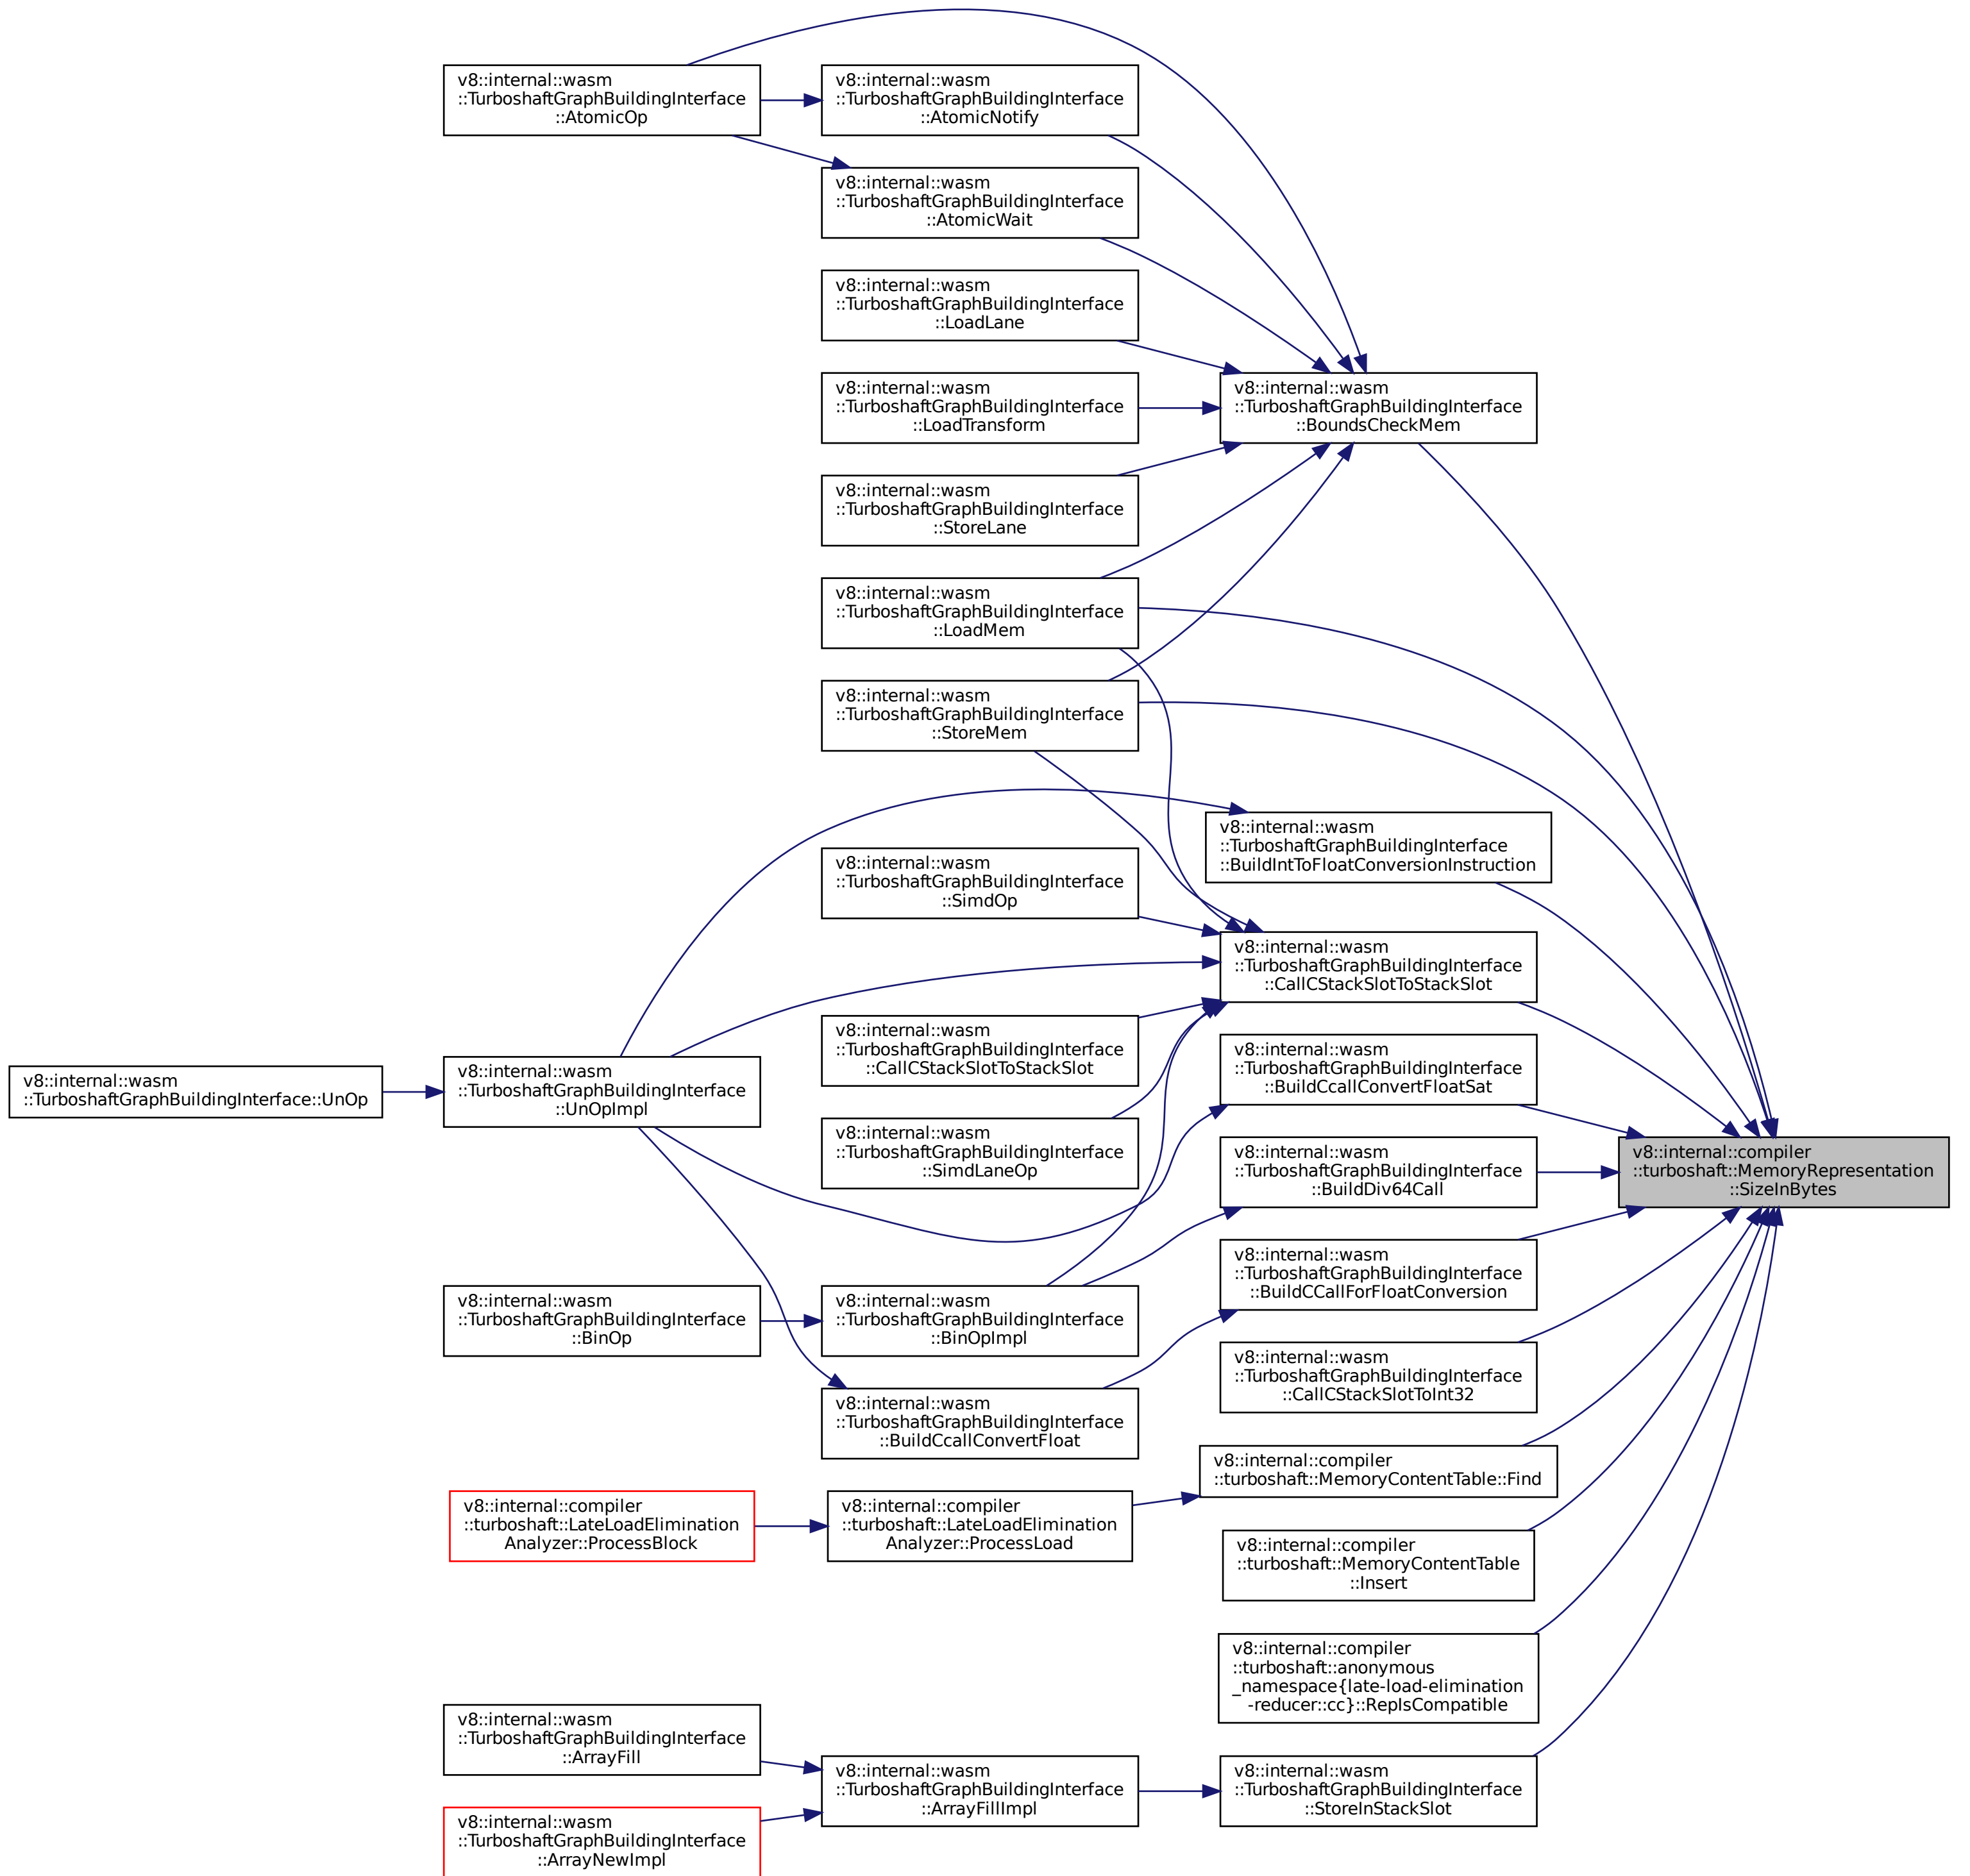 v8::internal::wasm
::TurboshaftGraphBuildingInterface
::AtomicOp
v8::internal::wasm
::TurboshaftGraphBuildingInterface
::AtomicNotify
v8::internal::wasm
::TurboshaftGraphBuildingInterface
::AtomicWait
v8::internal::wasm
::TurboshaftGraphBuildingInterface
::LoadLane
v8::internal::wasm
::TurboshaftGraphBuildingInterface
::LoadTransform
v8::internal::wasm
::TurboshaftGraphBuildingInterface
::BoundsCheckMem
v8::internal::wasm
::TurboshaftGraphBuildingInterface
::StoreLane
v8::internal::wasm
::TurboshaftGraphBuildingInterface
::LoadMem
v8::internal::wasm
::TurboshaftGraphBuildingInterface
::StoreMem
v8::internal::wasm
::TurboshaftGraphBuildingInterface
::BuildIntToFloatConversionInstruction
v8::internal::wasm
::TurboshaftGraphBuildingInterface
::SimdOp
v8::internal::wasm
::TurboshaftGraphBuildingInterface
::CallCStackSlotToStackSlot
v8::internal::wasm
::TurboshaftGraphBuildingInterface
::CallCStackSlotToStackSlot
v8::internal::wasm
::TurboshaftGraphBuildingInterface
::BuildCcallConvertFloatSat
v8::internal::wasm
::TurboshaftGraphBuildingInterface::UnOp
v8::internal::wasm
::TurboshaftGraphBuildingInterface
::UnOpImpl
v8::internal::wasm
::TurboshaftGraphBuildingInterface
::SimdLaneOp
v8::internal::wasm
::TurboshaftGraphBuildingInterface
::BuildDiv64Call
v8::internal::compiler
::turboshaft::MemoryRepresentation
::SizeInBytes
v8::internal::wasm
::TurboshaftGraphBuildingInterface
::BuildCCallForFloatConversion
v8::internal::wasm
::TurboshaftGraphBuildingInterface
::BinOp
v8::internal::wasm
::TurboshaftGraphBuildingInterface
::BinOpImpl
v8::internal::wasm
::TurboshaftGraphBuildingInterface
::CallCStackSlotToInt32
v8::internal::wasm
::TurboshaftGraphBuildingInterface
::BuildCcallConvertFloat
v8::internal::compiler
::turboshaft::MemoryContentTable::Find
v8::internal::compiler
::turboshaft::LateLoadElimination
Analyzer::ProcessBlock
v8::internal::compiler
::turboshaft::LateLoadElimination
Analyzer::ProcessLoad
v8::internal::compiler
::turboshaft::MemoryContentTable
::Insert
v8::internal::compiler
::turboshaft::anonymous
_namespace{late-load-elimination
-reducer::cc}::RepIsCompatible
v8::internal::wasm
::TurboshaftGraphBuildingInterface
::ArrayFill
v8::internal::wasm
::TurboshaftGraphBuildingInterface
::ArrayFillImpl
v8::internal::wasm
::TurboshaftGraphBuildingInterface
::StoreInStackSlot
v8::internal::wasm
::TurboshaftGraphBuildingInterface
::ArrayNewImpl